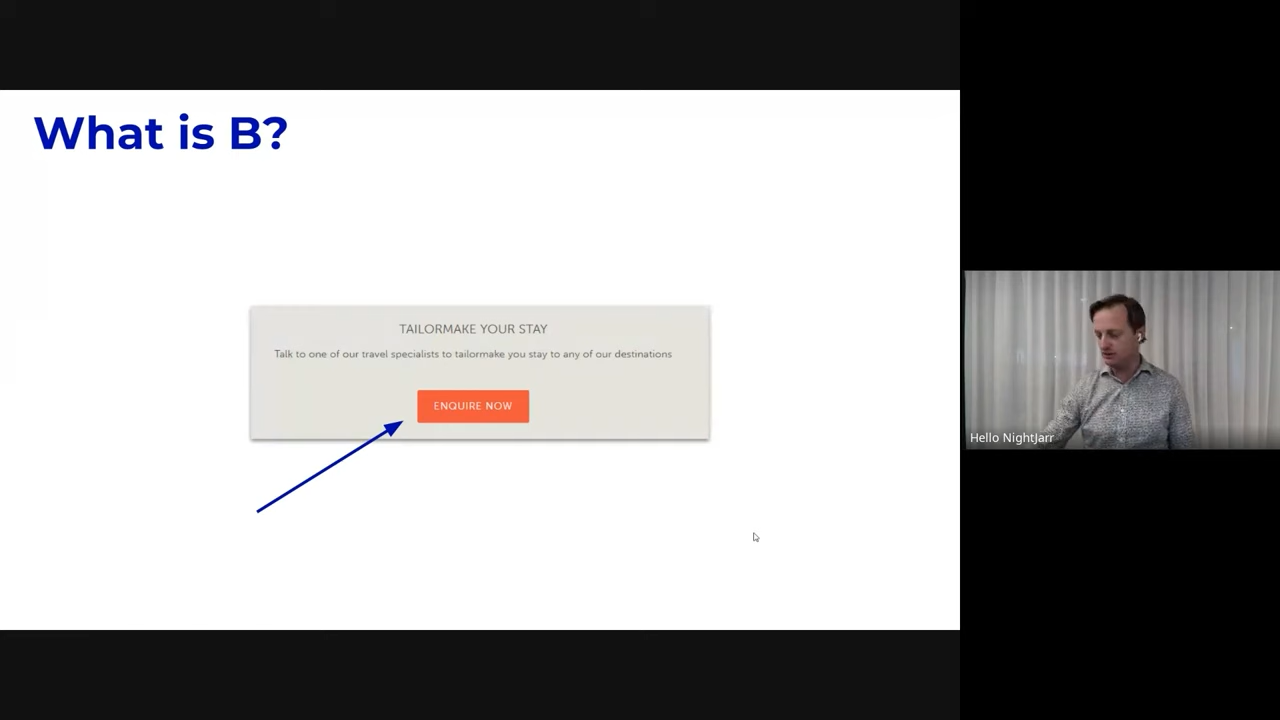 What is B?
TAILORMAKE YOUR STAY
Talk to one of our travel specialists to tailormake you stay to any of our destinations
ENQUIRE NOW
Hello NightJarr